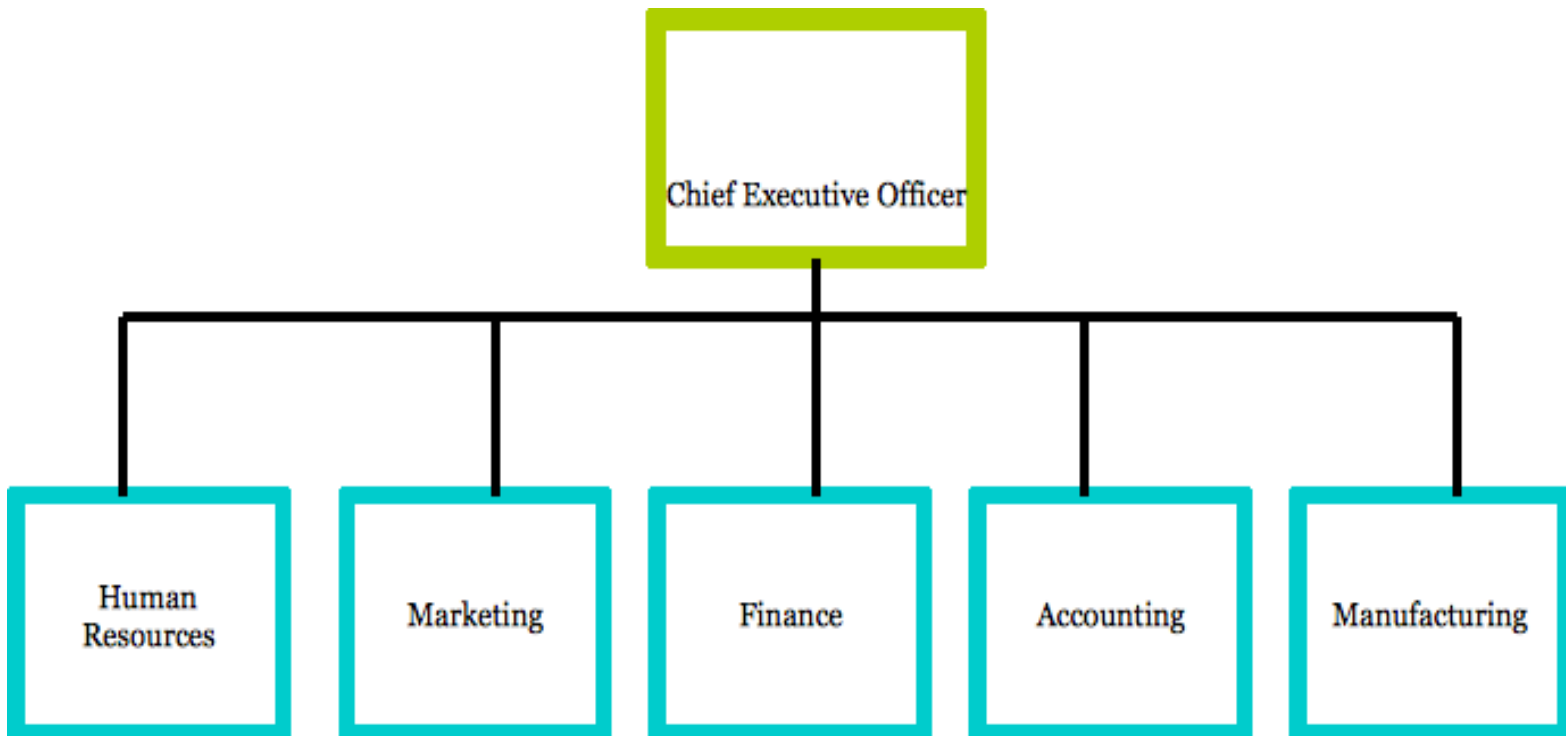 Chief Executive Officer
Human
Resources
Marketing
Finance
Accounting
Manufacturing